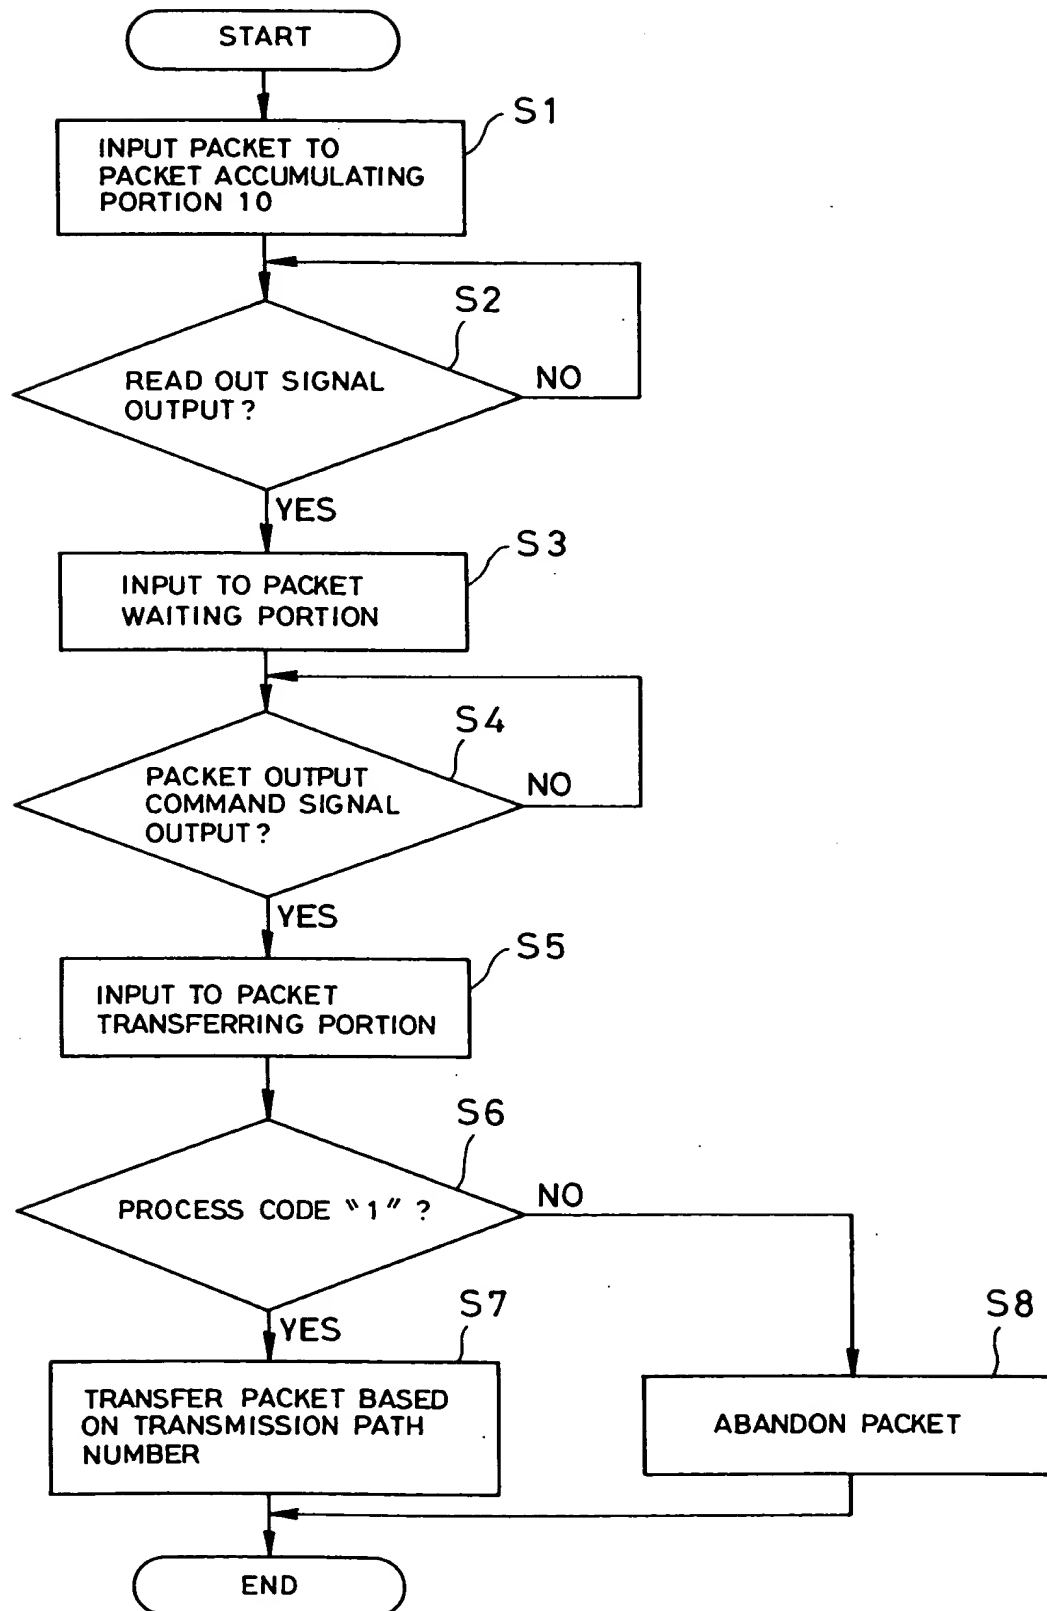 START
S1
INPUT PACKET TO
PACKET ACCUMULATING
PORTION 10
S2
READ OUT SIGNAL
OUTPUT?
NO
YES
S3
INPUT TO PACKET
WAITING PORTION
S4
PACKET OUTPUT
COMMAND SIGNAL
OUTPUT?
NO
YES
S5
INPUT TO PACKET
TRANSFERRING PORTION
S6
PROCESS CODE "1" ?
NO
YES
S7
TRANSFER PACKET BASED
ON TRANSMISSION PATH
NUMBER
S8
ABANDON PACKET
END